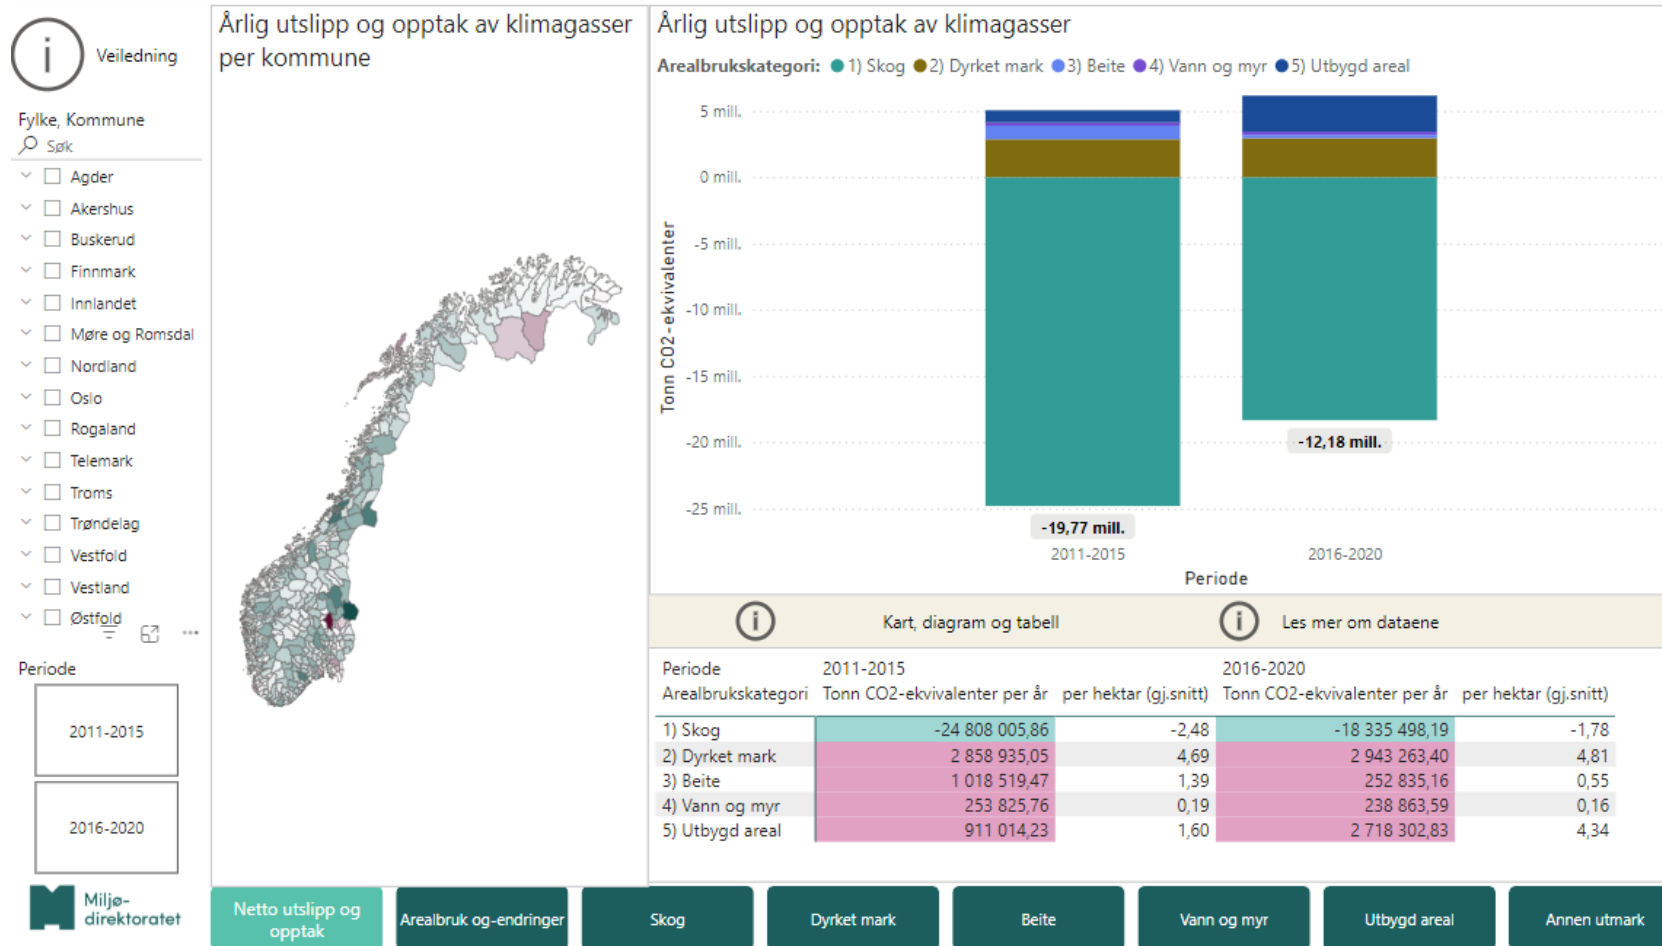 Veiledning
Fylke, Kommune
Søk
Agder
Akershus
Buskerud
Finnmark
Innlandet
Møre og Romsdal
Nordland
Oslo
Rogaland
Telemark
Troms
Trøndelag
Vestfold
Vestland
Østfold
Periode
2011-2015
2016-2020
Miljø-
direktoratet
Årlig utslipp og opptak av klimagasser
per kommune
Årlig utslipp og opptak av klimagasser
Arealbrukskategori: 1) Skog 2) Dyrket mark 3) Beite 4) Vann og myr 5) Utbygd areal
Tonn CO2-ekvivalenter
5 mill.
0 mill.
-5 mill.
-10 mill.
-15 mill.
-20 mill.
-25 mill.
-12,18 mill.
-19,77 mill.
2011-2015 2016-2020
Periode
Kart, diagram og tabell Les mer om dataene
Periode 2011-2015 2016-2020
Arealbrukskategori Tonn CO2-ekvivalenter per år per hektar (gj.snitt) Tonn CO2-ekvivalenter per år per hektar (gj.snitt)
1) Skog -24 808 005,86 -2,48 -18 335 498,19 -1,78
2) Dyrket mark 2 858 935,05 4,69 2 943 263,40 4,81
3) Beite 1 018 519,47 1,39 252 835,16 0,55
4) Vann og myr 253 825,76 0,19 238 863,59 0,16
5) Utbygd areal 911 014,23 1,60 2 718 302,83 4,34
Netto utslipp og
opptak
Arealbruk og-endringer
Skog
Dyrket mark
Beite
Vann og myr
Utbygd areal
Annen utmark